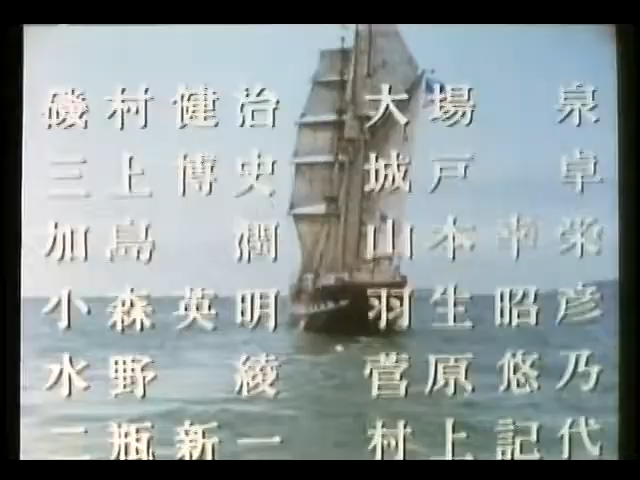 磯村健治 大場泉
三上博史 城戸卓
加島潤 山本幸栄
小森英明 羽生昭彦
水野綾 菅原悠乃
二瓶新一 村上記代